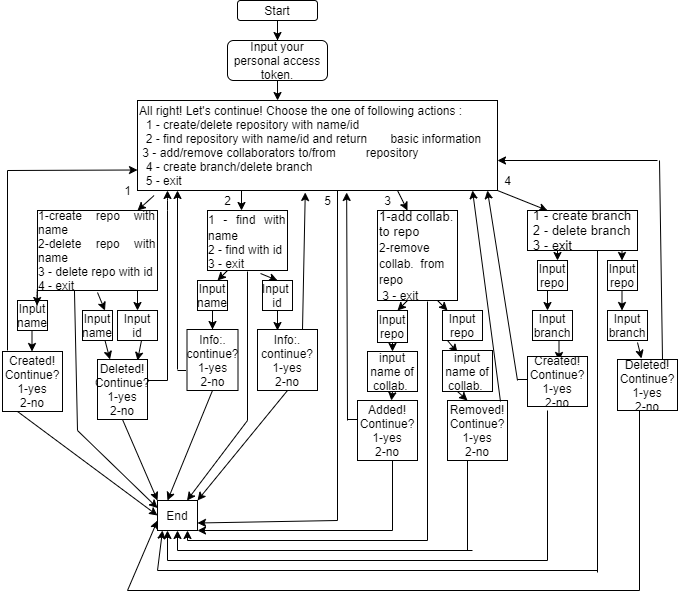 Start
Input your
personal access
token.
All right! Let's continue! Choose the one of following actions :
1 - create/delete repository with name/id
2 - find repository with name/id and return basic information
3 - add/remove collaborators to/from repository
4 - create branch/delete branch
5 - exit
1
2
5
3
4
1-create repo with
name
2-delete repo with
name
3 - delete repo with id
4 - exit
1 - find with
name
2 - find with id
3 - exit
1-add collab.
to repo
2-remove
collab. from
repo
3 - exit
1 - create branch
2 - delete branch
3 - exit
Input
name
Input
name
Input
id
Input
name
Input
id
Input
repo
Input
repo
Input
repo
Input
repo
Input
branch
Input
branch
Created!
Continue?
1-yes
2-no
Deleted!
Continue?
1-yes
2-no
Info:.
continue?
1-yes
2-no
Info:.
continue?
1-yes
2-no
input
name of
collab.
input
name of
collab.
Added!
Continue?
1-yes
2-no
Removed!
Continue?
1-yes
2-no
Created!
Continue?
1-yes
2-no
Deleted!
Continue?
1-yes
2-no
End